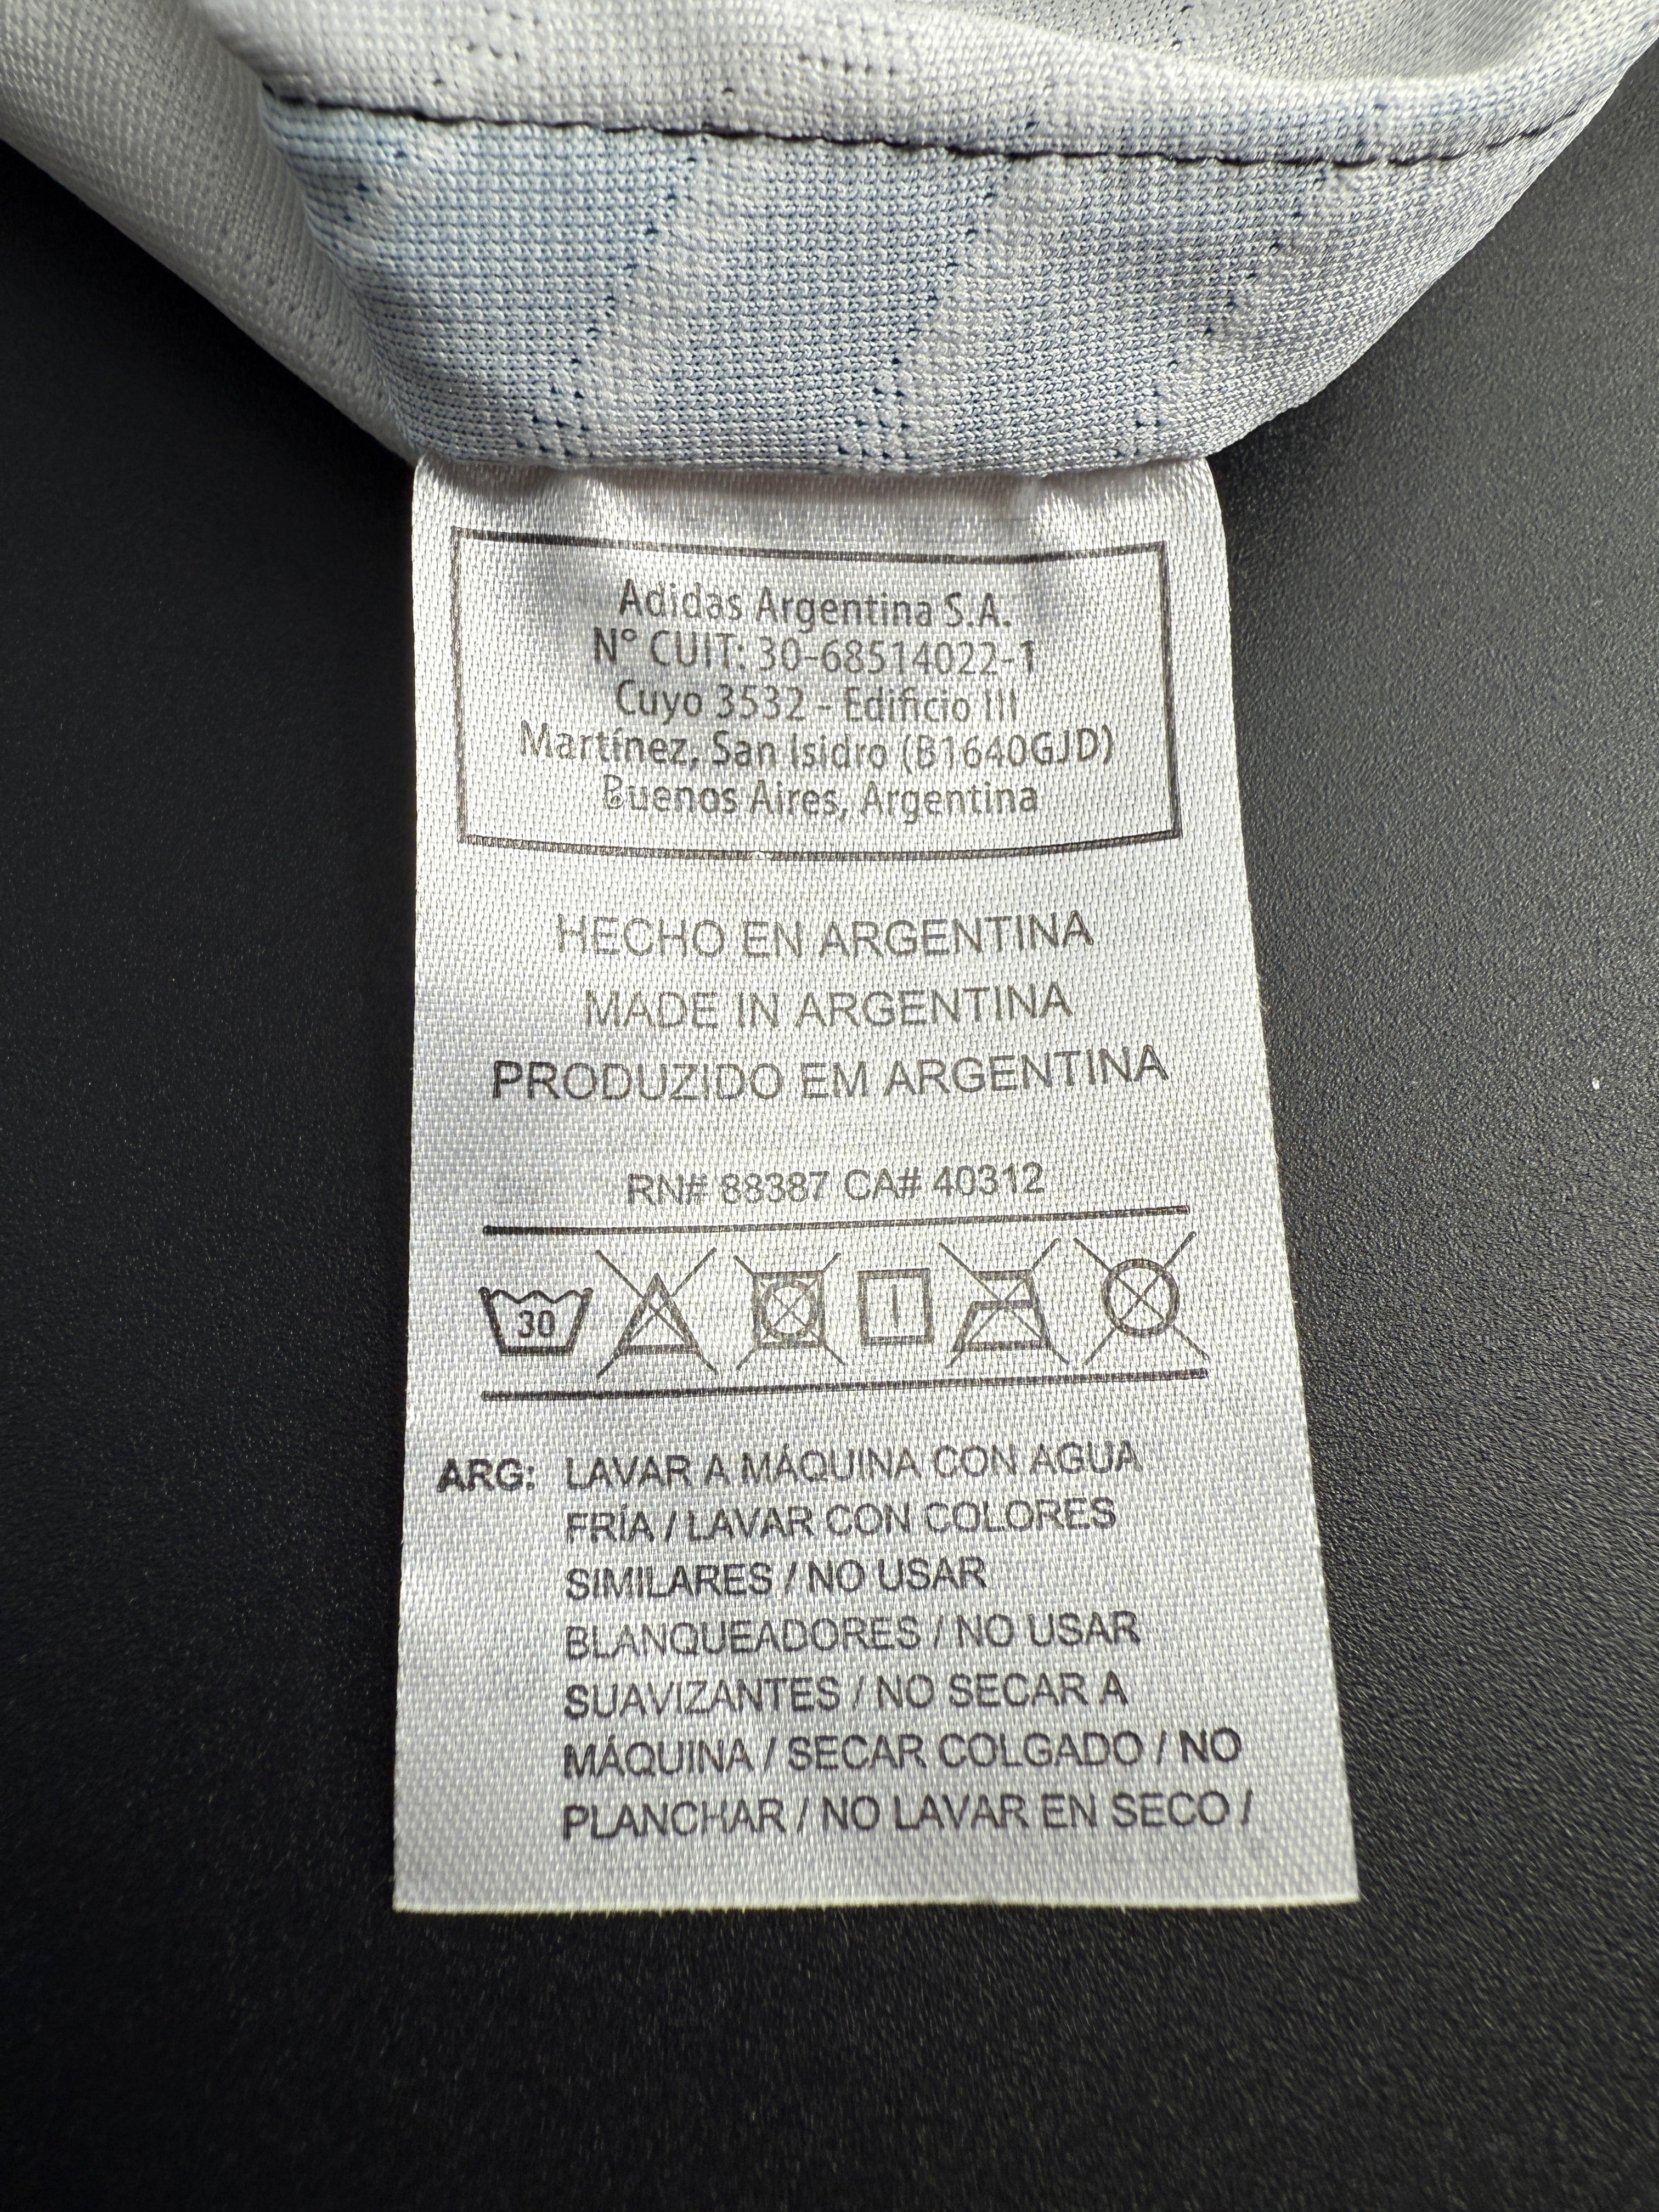 Adidas Argentina S.A.
N° CUIT: 30-68514022-1
Cuyo 3532 - Edificio III
Martínez, San Isidro (B1640GJD)
Buenos Aires, Argentina
HECHO EN ARGENTINA
MADE IN ARGENTINA
PRODUZIDO EM ARGENTINA
RN# 88387 CA# 40312
30
ARG: LAVAR A MÁQUINA CON AGUA
FRÍA / LAVAR CON COLORES
SIMILARES / NO USAR
BLANQUEADORES / NO USAR
SUAVIZANTES / NO SECAR A
MÁQUINA / SECAR COLGADO / NO
PLANCHAR / NO LAVAR EN SECO /